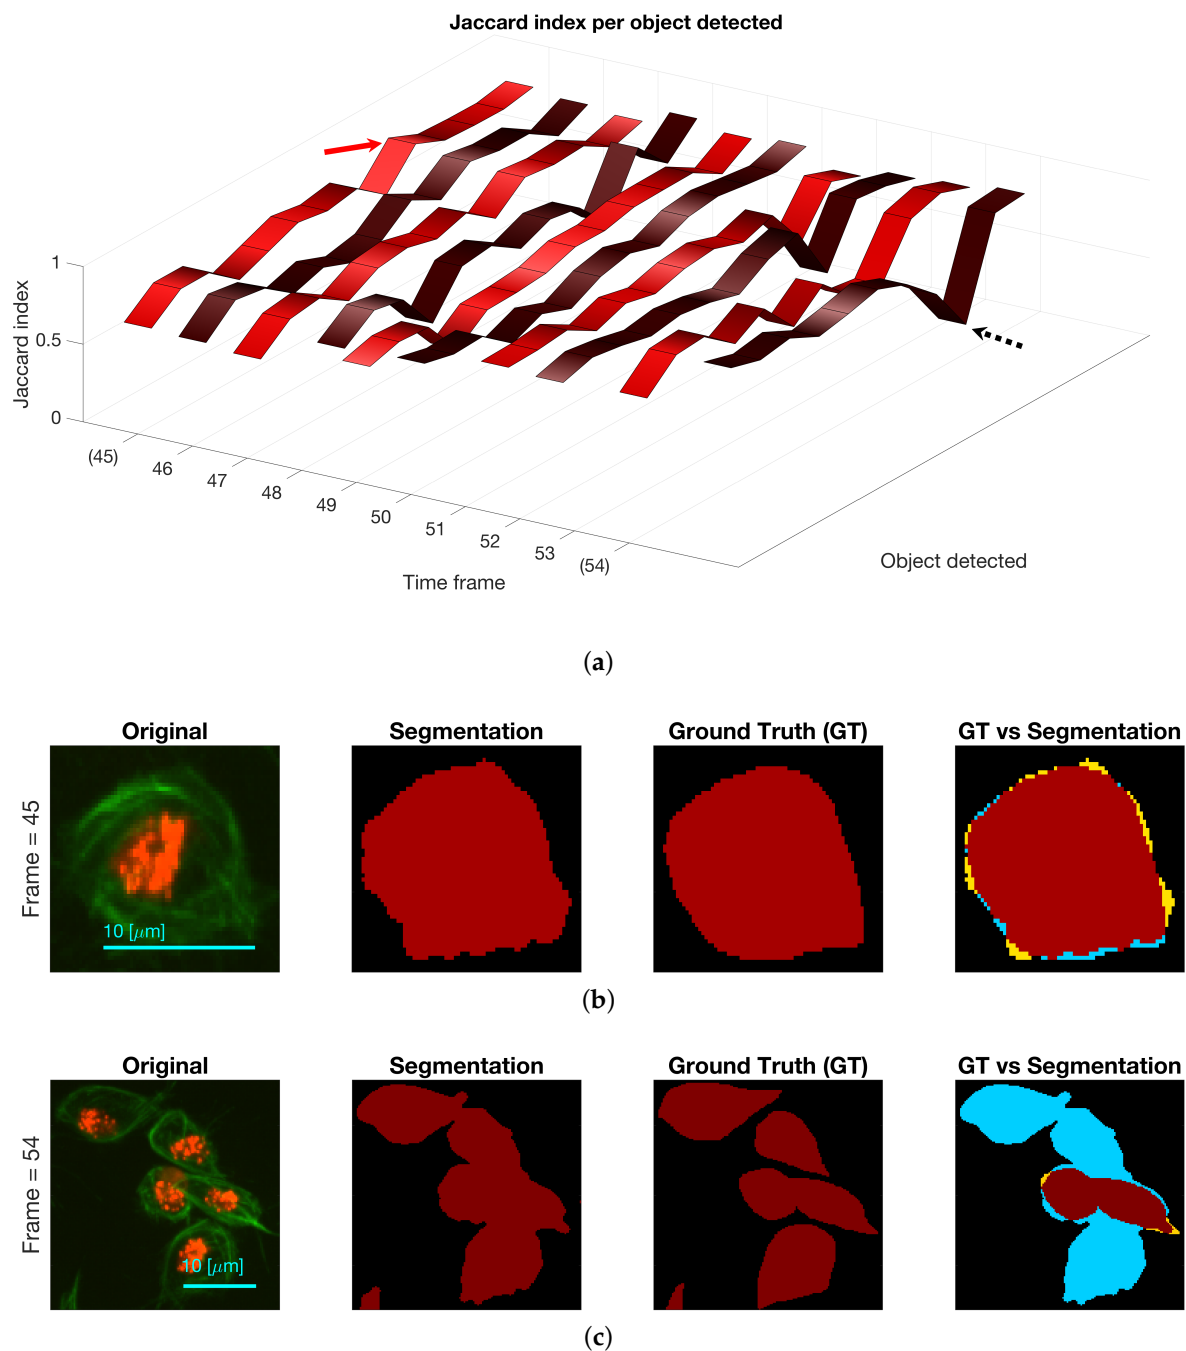 Jaccard index per object detected
1
0.5
0
Jaccard index
(45)
46
47
48
49
50
51
52
53
(54)
Time frame
Object detected
(a)
Original Segmentation Ground Truth (GT) GT vs Segmentation
Frame = 45
10 [μm]
(b)
Original Segmentation Ground Truth (GT) GT vs Segmentation
Frame = 54
10 [μm]
(c)